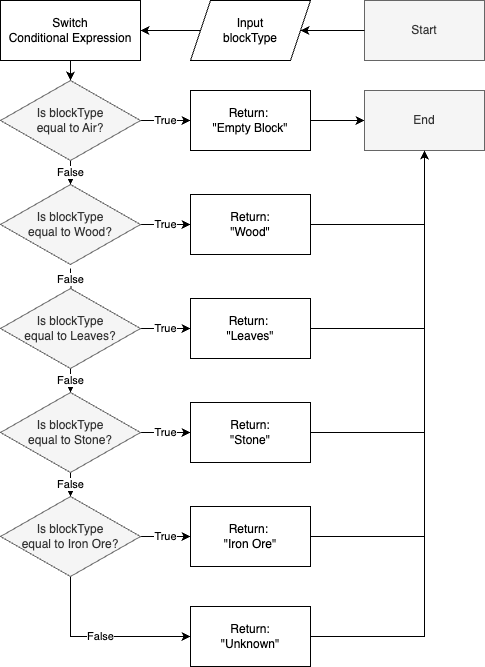 Switch
Conditional Expression
Input
blockType
Start
Is blockType
equal to Air?
True
Return:
"Empty Block"
End
False
Is blockType
equal to Wood?
True
Return:
"Wood"
False
Is blockType
equal to Leaves?
True
Return:
"Leaves"
False
Is blockType
equal to Stone?
True
Return:
"Stone"
False
Is blockType
equal to Iron Ore?
True
Return:
"Iron Ore"
False
Return:
"Unknown"